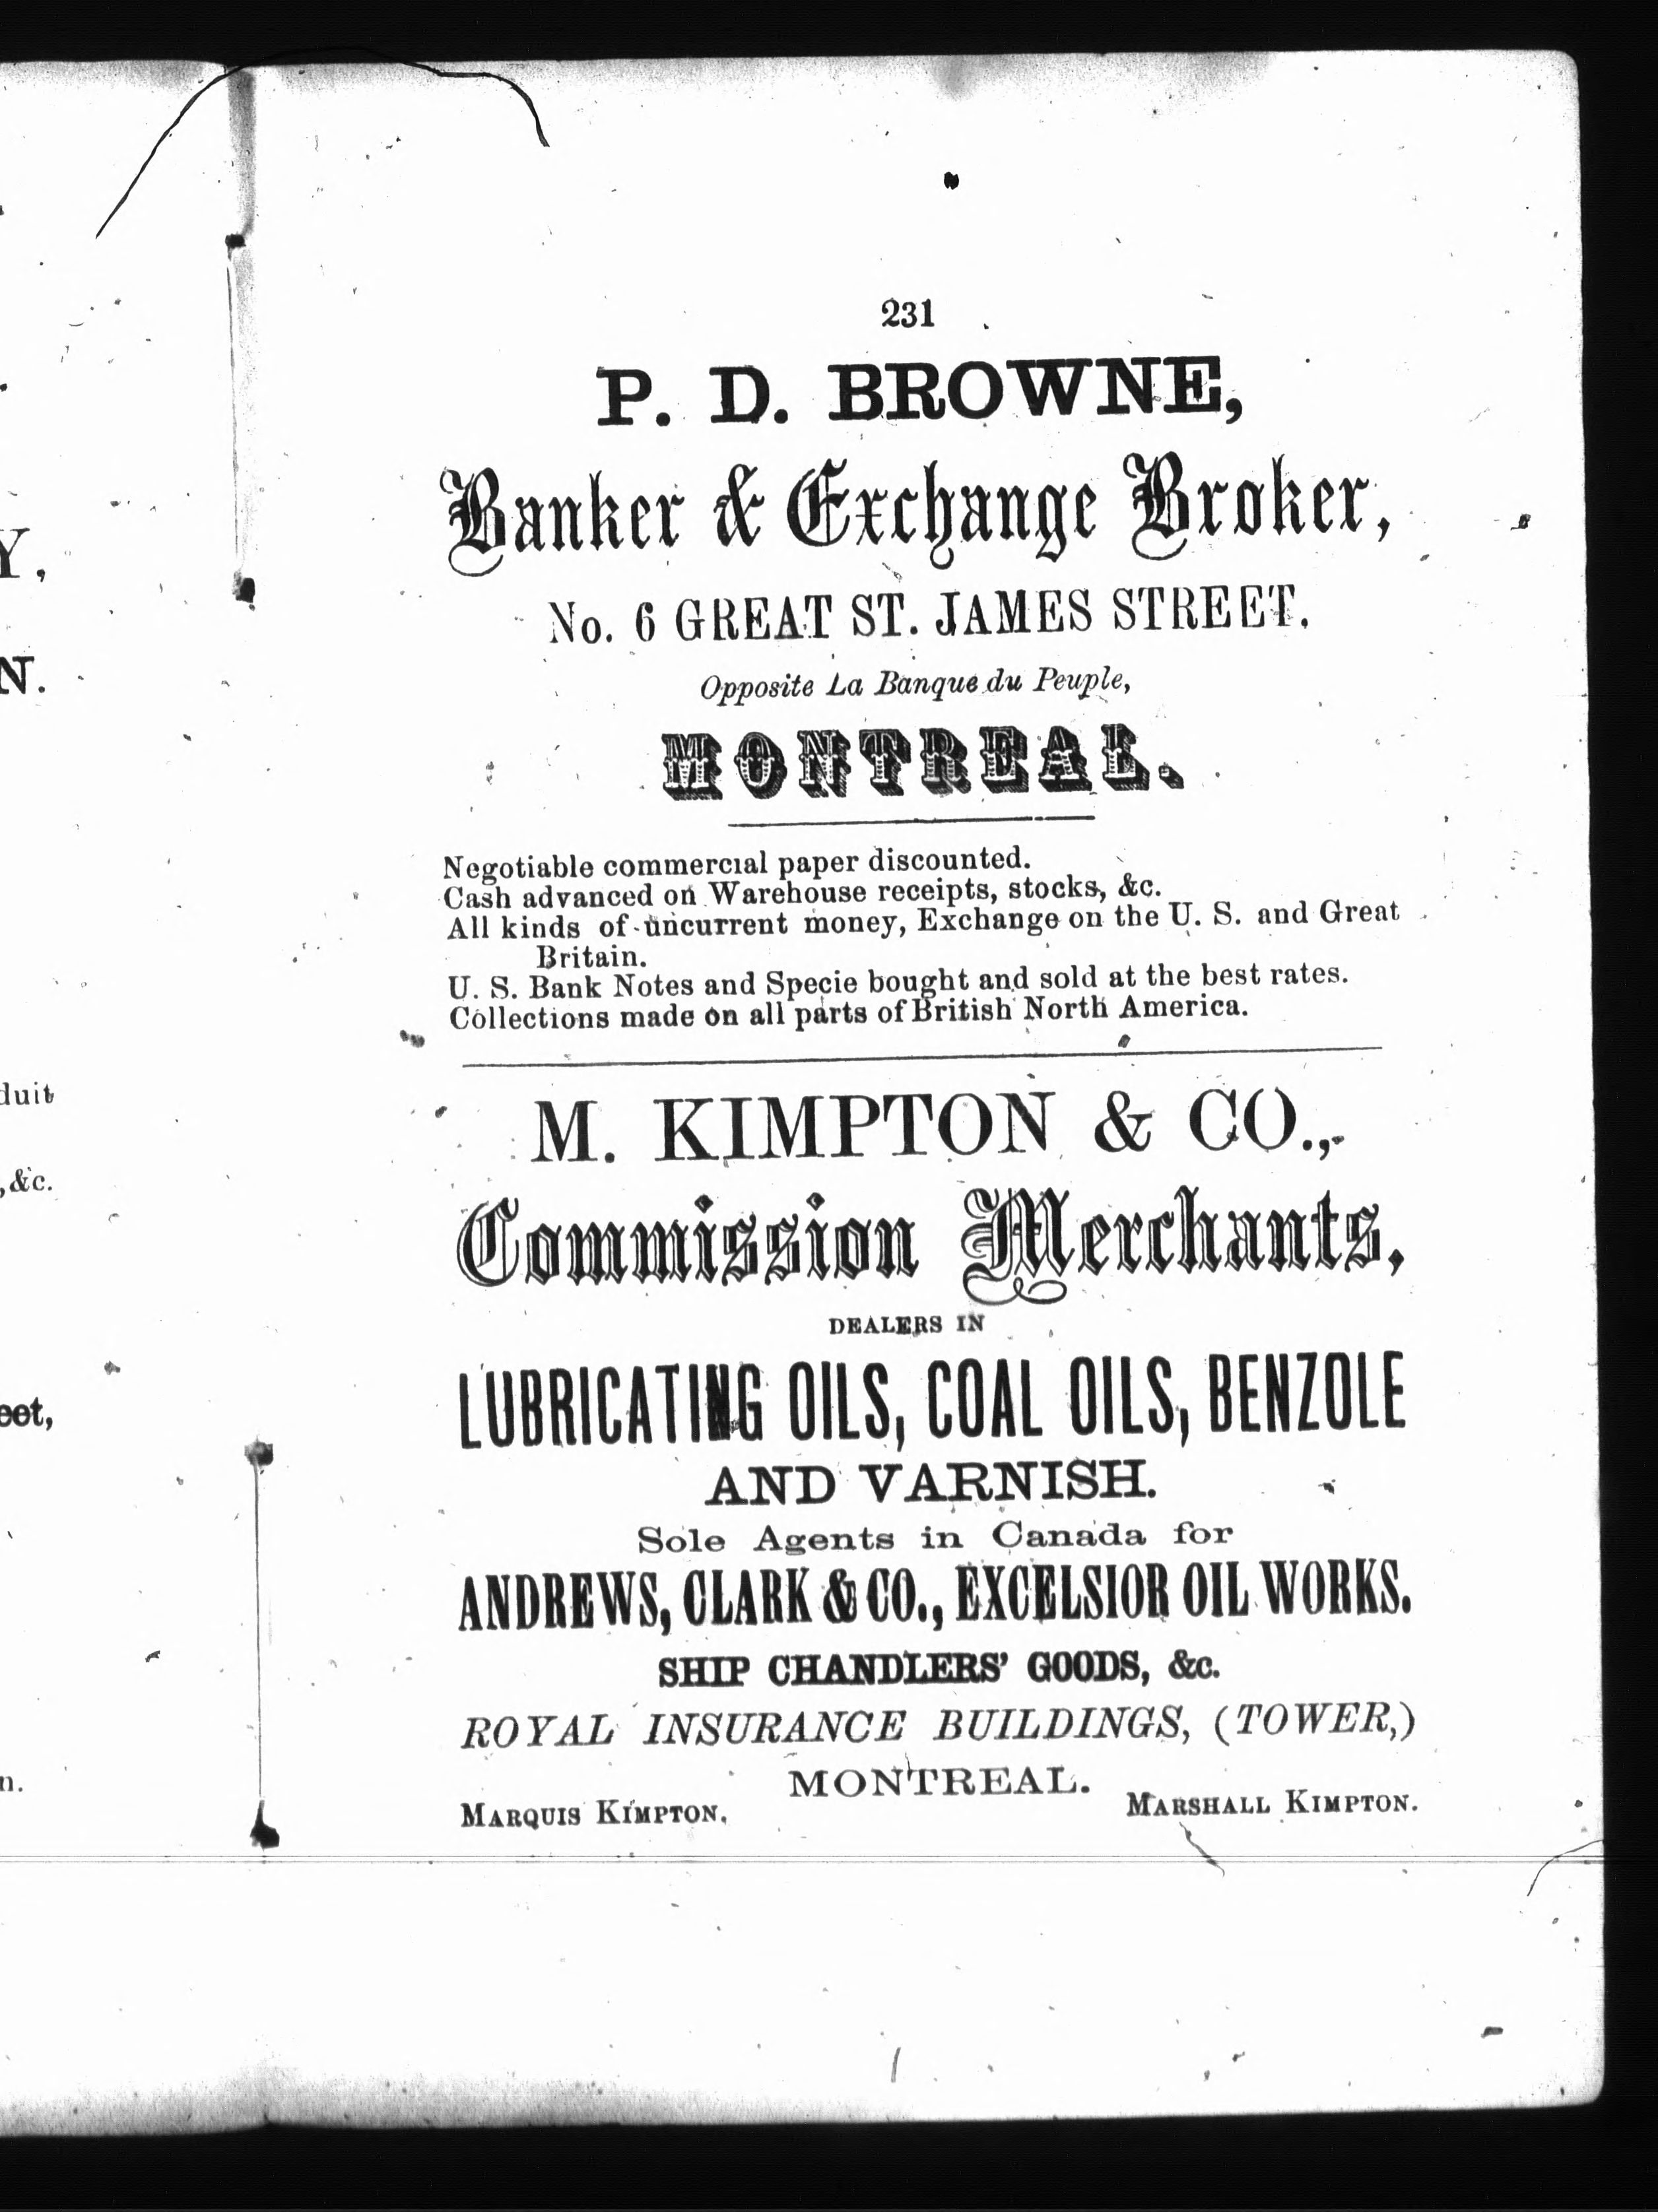 231
P. D. BROWNE,
Banker & Exchange Broker,
No. 6 GREAT ST. JAMES STREET.
Opposite La Banque du Peuple,
MONTREAL.
Negotiable commercial paper discounted.
Cash advanced on Warehouse receipts, stocks, &c.
All kinds of uncurrent money, Exchange on the U. S. and Great
Britain.
U. S. Bank Notes and Specie bought and sold at the best rates.
Collections made on all parts of British North America.
M. KIMPTON & CO.,
Commission Merchants,
DEALERS IN
LUBRICATING OILS, COAL OILS, BENZOLE
AND VARNISH.
Sole Agents in Canada for
ANDREWS, CLARK & CO., EXCELSIOR OIL WORKS.
SHIP CHANDLERS' GOODS, &c.
ROYAL INSURANCE BUILDINGS, (TOWER,)
MONTREAL.
MARQUIS KIMPTON. MARSHALL KIMPTON.